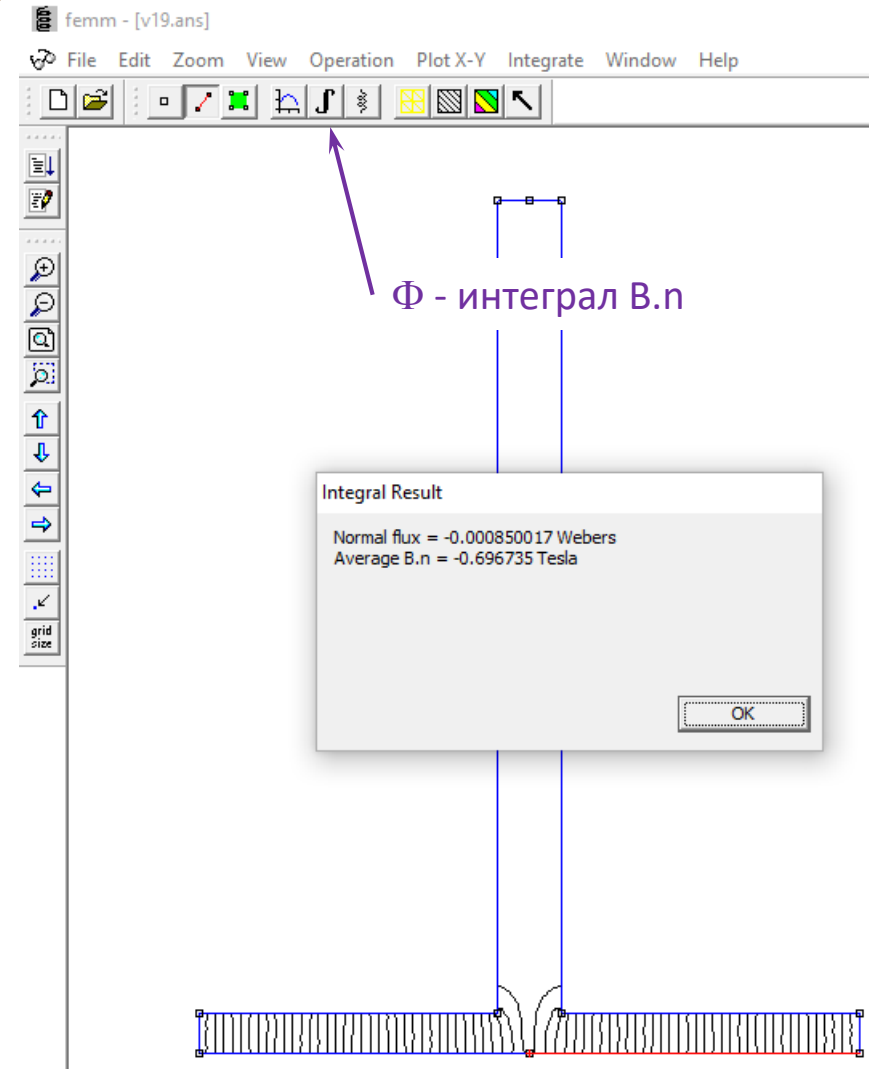 femm - [v19.ans]
File Edit Zoom View Operation Plot X-Y Integrate Window Help
grid
size
Φ - интеграл B.n
Integral Result
Normal flux = -0.000850017 Webers
Average B.n = -0.696735 Tesla
OK